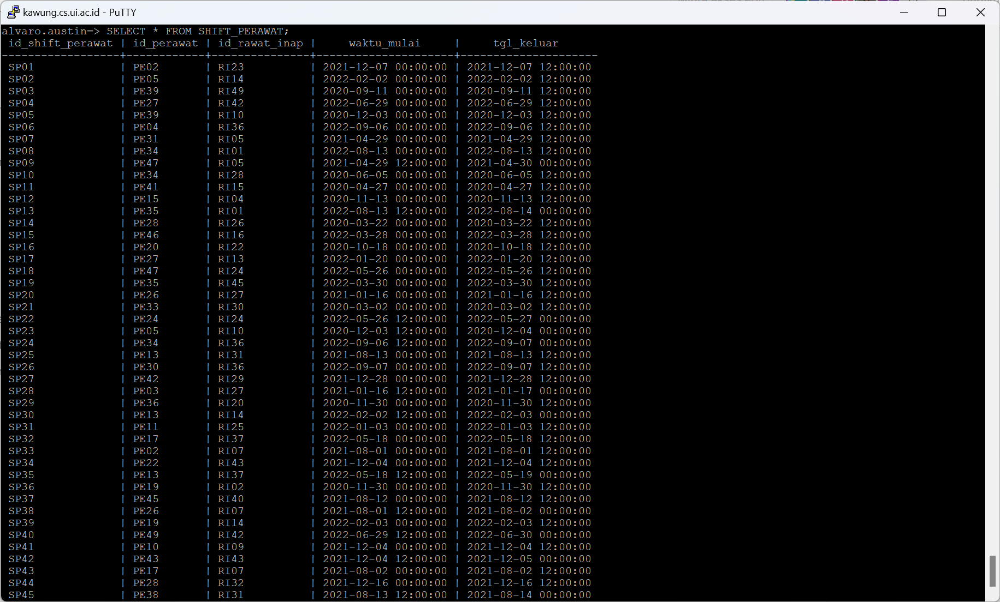 kawung.cs.ui.ac.id - PuTTY
alvaro.austin=> SELECT * FROM SHIFT_PERAWAT;
id_shift_perawat | id_perawat | id_rawat_inap | waktu_mulai | tgl_keluar
------------------+------------+---------------+---------------------+---------------------
SP01 | PE02 | RI23 | 2021-12-07 00:00:00 | 2021-12-07 12:00:00
SP02 | PE05 | RI14 | 2022-02-02 00:00:00 | 2022-02-02 12:00:00
SP03 | PE39 | RI49 | 2020-09-11 00:00:00 | 2020-09-11 12:00:00
SP04 | PE27 | RI42 | 2022-06-29 00:00:00 | 2022-06-29 12:00:00
SP05 | PE39 | RI10 | 2020-12-03 00:00:00 | 2020-12-03 12:00:00
SP06 | PE04 | RI36 | 2022-09-06 00:00:00 | 2022-09-06 12:00:00
SP07 | PE31 | RI05 | 2021-04-29 00:00:00 | 2021-04-29 12:00:00
SP08 | PE34 | RI01 | 2022-08-13 00:00:00 | 2022-08-13 12:00:00
SP09 | PE47 | RI05 | 2021-04-29 12:00:00 | 2021-04-30 00:00:00
SP10 | PE34 | RI28 | 2020-06-05 00:00:00 | 2020-06-05 12:00:00
SP11 | PE41 | RI15 | 2020-04-27 00:00:00 | 2020-04-27 12:00:00
SP12 | PE15 | RI04 | 2020-11-13 00:00:00 | 2020-11-13 12:00:00
SP13 | PE35 | RI01 | 2022-08-13 12:00:00 | 2022-08-14 00:00:00
SP14 | PE28 | RI26 | 2020-03-22 00:00:00 | 2020-03-22 12:00:00
SP15 | PE46 | RI16 | 2022-03-28 00:00:00 | 2022-03-28 12:00:00
SP16 | PE20 | RI22 | 2020-10-18 00:00:00 | 2020-10-18 12:00:00
SP17 | PE27 | RI13 | 2022-01-20 00:00:00 | 2022-01-20 12:00:00
SP18 | PE47 | RI24 | 2022-05-26 00:00:00 | 2022-05-26 12:00:00
SP19 | PE35 | RI45 | 2022-03-30 00:00:00 | 2022-03-30 12:00:00
SP20 | PE26 | RI27 | 2021-01-16 00:00:00 | 2021-01-16 12:00:00
SP21 | PE33 | RI30 | 2020-03-02 00:00:00 | 2020-03-02 12:00:00
SP22 | PE24 | RI24 | 2022-05-26 12:00:00 | 2022-05-27 00:00:00
SP23 | PE05 | RI10 | 2020-12-03 12:00:00 | 2020-12-04 00:00:00
SP24 | PE34 | RI36 | 2022-09-06 12:00:00 | 2022-09-07 00:00:00
SP25 | PE13 | RI31 | 2021-08-13 00:00:00 | 2021-08-13 12:00:00
SP26 | PE30 | RI36 | 2022-09-07 00:00:00 | 2022-09-07 12:00:00
SP27 | PE42 | RI29 | 2021-12-28 00:00:00 | 2021-12-28 12:00:00
SP28 | PE03 | RI27 | 2021-01-16 12:00:00 | 2021-01-17 00:00:00
SP29 | PE36 | RI20 | 2020-11-30 00:00:00 | 2020-11-30 12:00:00
SP30 | PE13 | RI14 | 2022-02-02 12:00:00 | 2022-02-03 00:00:00
SP31 | PE11 | RI25 | 2022-01-03 00:00:00 | 2022-01-03 12:00:00
SP32 | PE17 | RI37 | 2022-05-18 00:00:00 | 2022-05-18 12:00:00
SP33 | PE02 | RI07 | 2021-08-01 00:00:00 | 2021-08-01 12:00:00
SP34 | PE22 | RI43 | 2021-12-04 00:00:00 | 2021-12-04 12:00:00
SP35 | PE13 | RI37 | 2022-05-18 12:00:00 | 2022-05-19 00:00:00
SP36 | PE19 | RI02 | 2020-11-30 00:00:00 | 2020-11-30 12:00:00
SP37 | PE45 | RI40 | 2021-08-12 00:00:00 | 2021-08-12 12:00:00
SP38 | PE26 | RI07 | 2021-08-01 12:00:00 | 2021-08-02 00:00:00
SP39 | PE19 | RI14 | 2022-02-03 00:00:00 | 2022-02-03 12:00:00
SP40 | PE49 | RI42 | 2022-06-29 12:00:00 | 2022-06-30 00:00:00
SP41 | PE10 | RI09 | 2021-12-04 00:00:00 | 2021-12-04 12:00:00
SP42 | PE43 | RI43 | 2021-12-04 12:00:00 | 2021-12-05 00:00:00
SP43 | PE17 | RI07 | 2021-08-02 00:00:00 | 2021-08-02 12:00:00
SP44 | PE28 | RI32 | 2021-12-16 00:00:00 | 2021-12-16 12:00:00
SP45 | PE38 | RI31 | 2021-08-13 12:00:00 | 2021-08-14 00:00:00